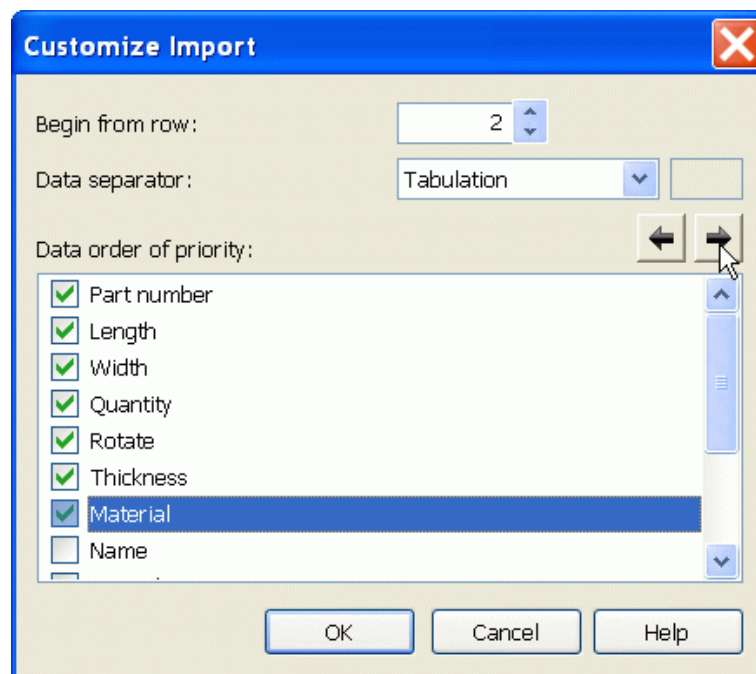 Customize Import
Begin from row: 2
Data separator: Tabulation
Data order of priority:
Part number
Length
Width
Quantity
Rotate
Thickness
Material
Name
OK Cancel Help